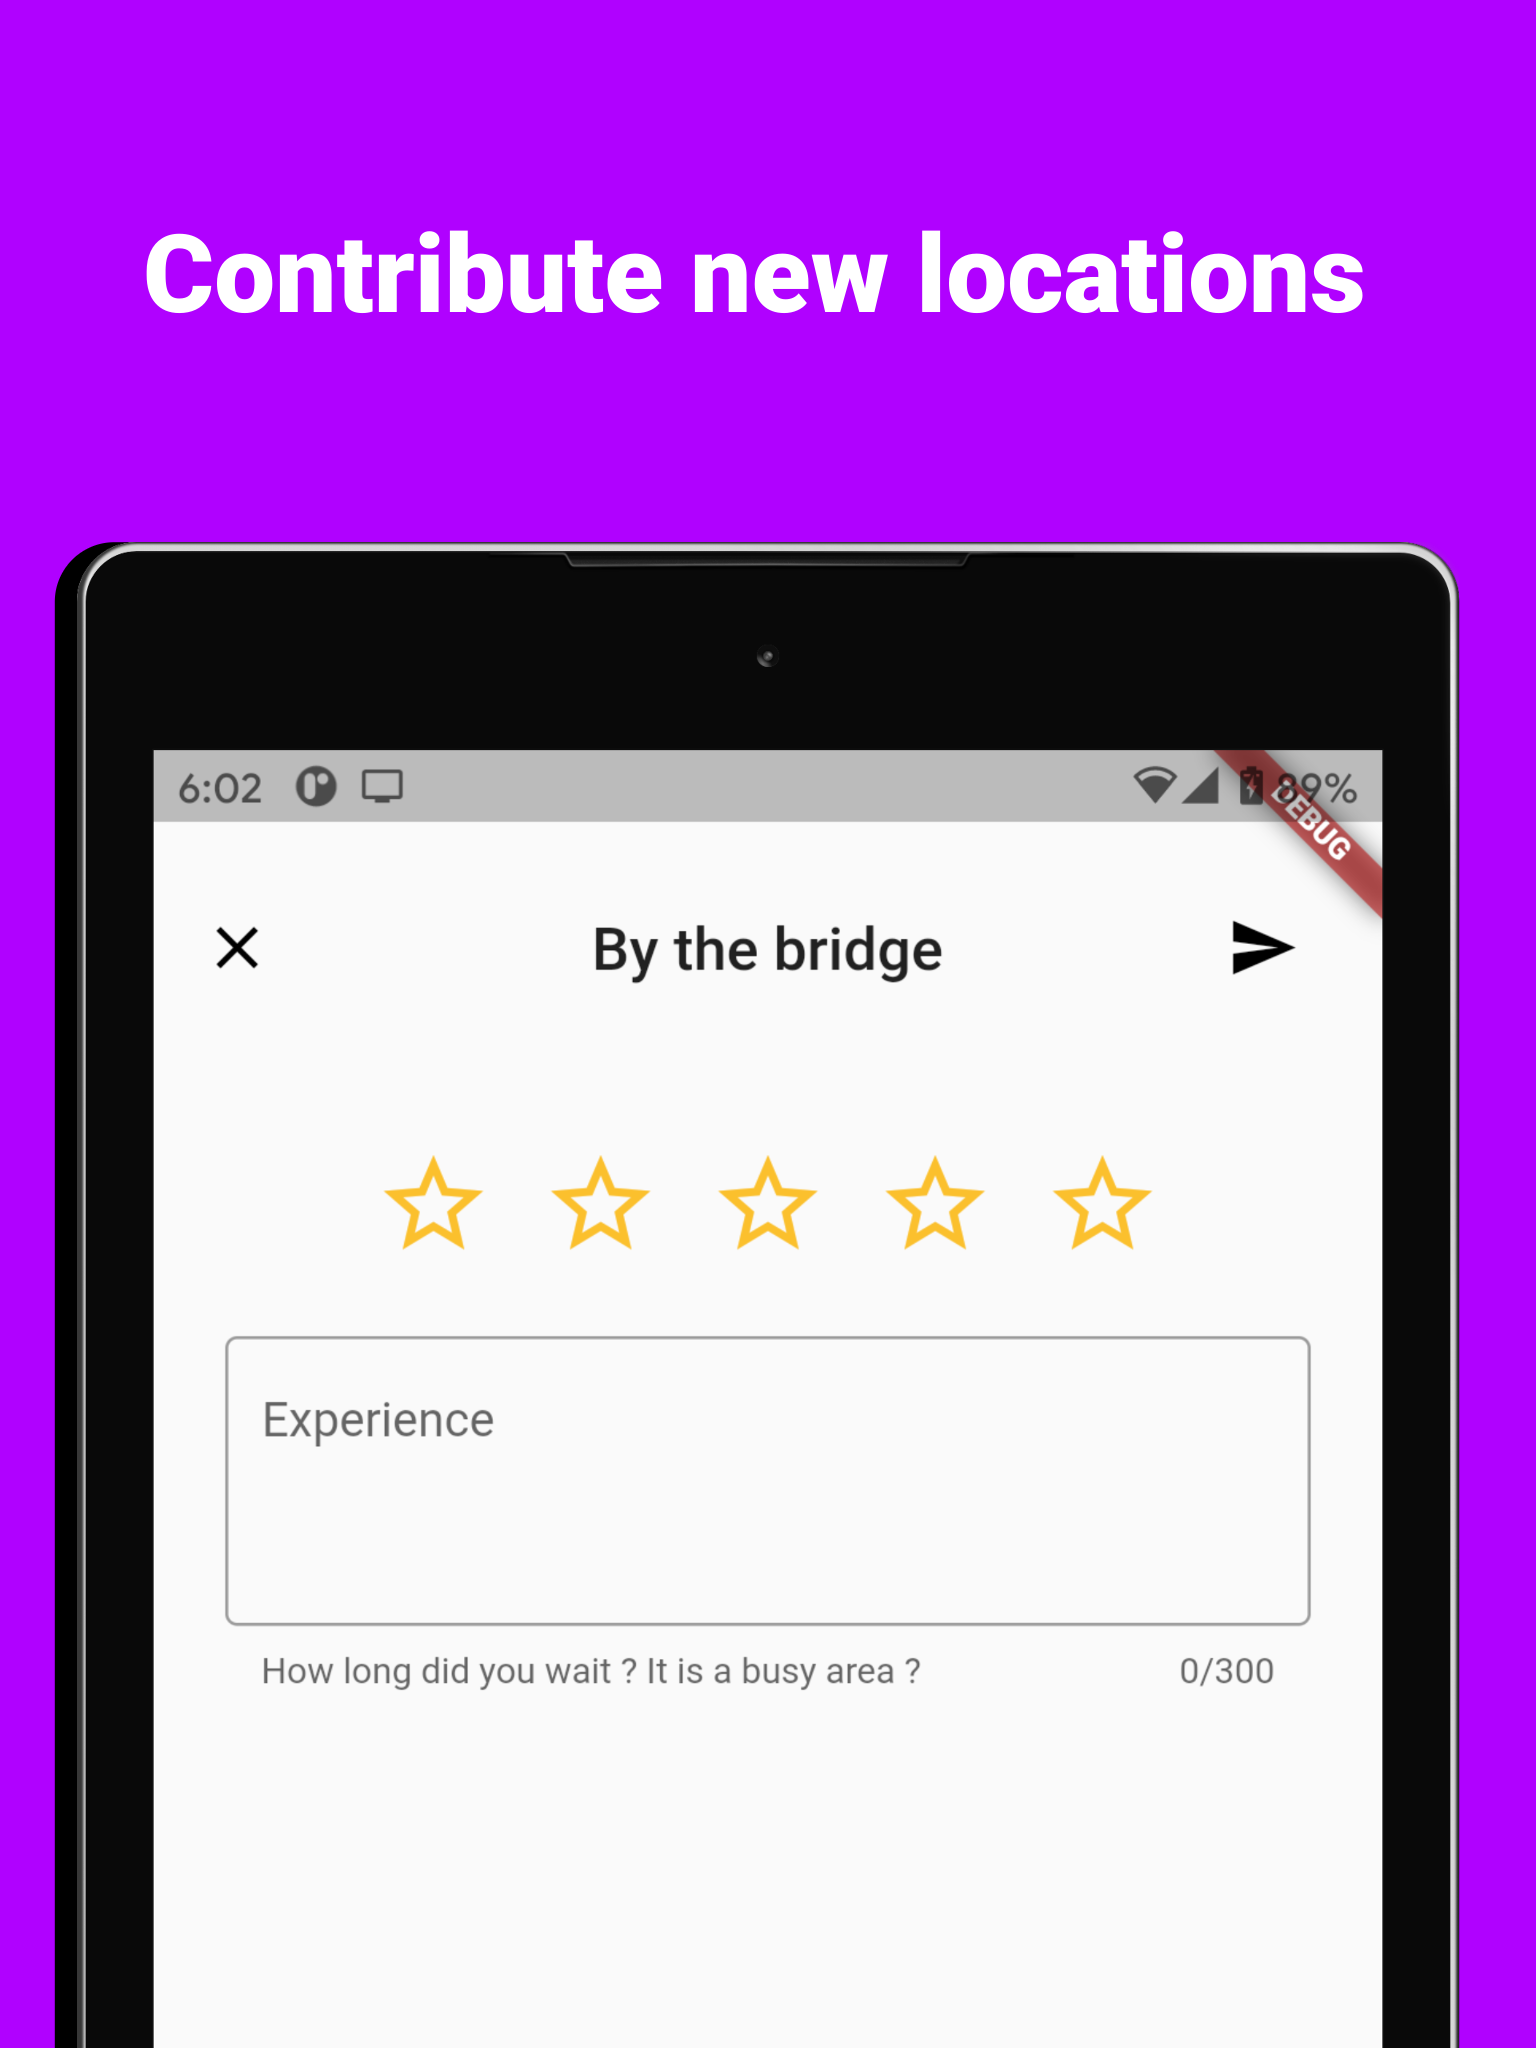 Contribute new locations
6:02
89%
DEBUG
By the bridge
Experience
How long did you wait ? It is a busy area ?
0/300